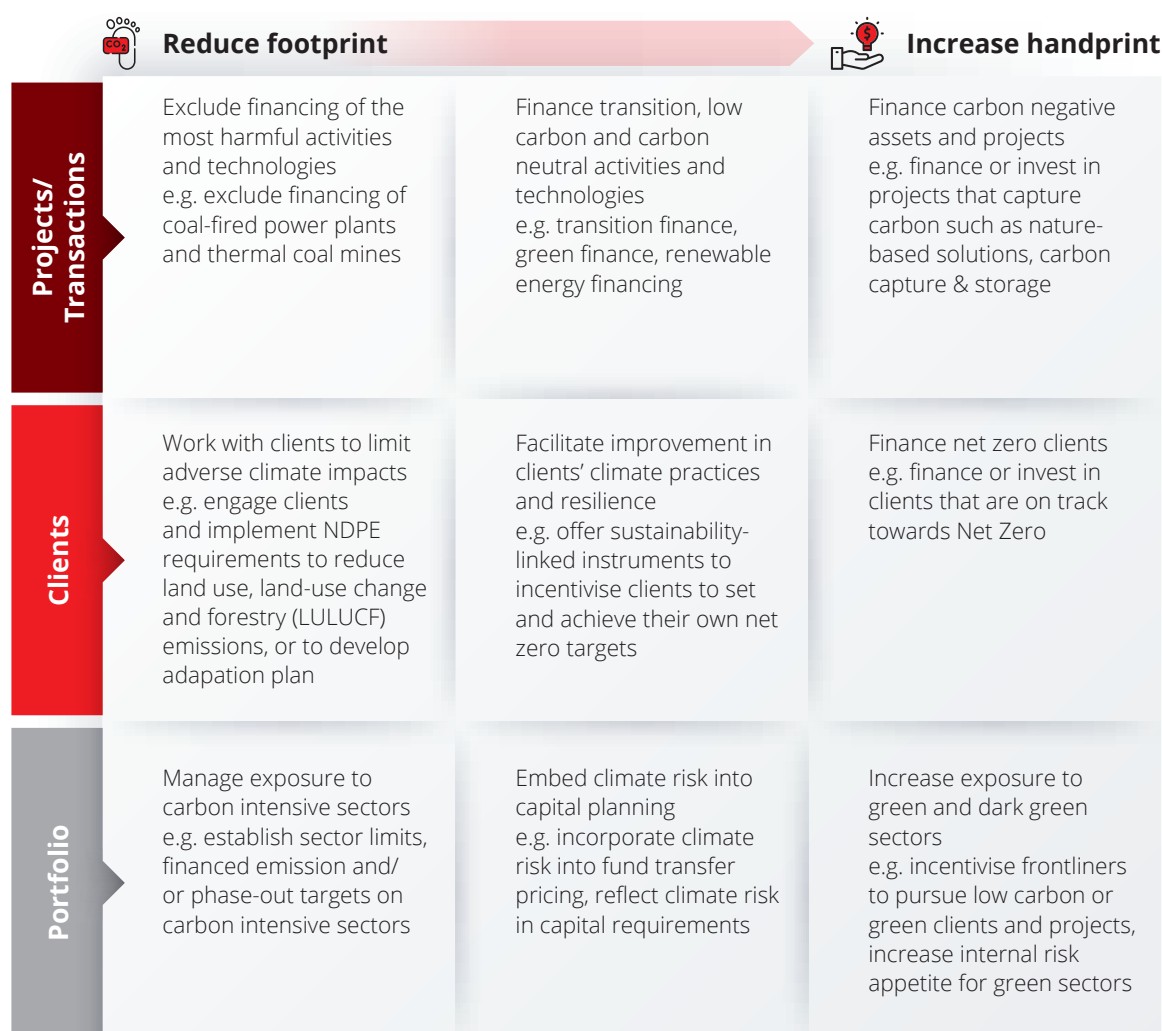 CO2
Reduce footprint
$
Increase handprint
Projects/
Transactions
Exclude financing of the
most harmful activities
and technologies
e.g. exclude financing of
coal-fired power plants
and thermal coal mines
Finance transition, low
carbon and carbon
neutral activities and
technologies
e.g. transition finance,
green finance, renewable
energy financing
Finance carbon negative
assets and projects
e.g. finance or invest in
projects that capture
carbon such as nature-
based solutions, carbon
capture & storage
Clients
Work with clients to limit
adverse climate impacts
e.g. engage clients
and implement NDPE
requirements to reduce
land use, land-use change
and forestry (LULUCF)
emissions, or to develop
adapation plan
Facilitate improvement in
clients’ climate practices
and resilience
e.g. offer sustainability-
linked instruments to
incentivise clients to set
and achieve their own net
zero targets
Finance net zero clients
e.g. finance or invest in
clients that are on track
towards Net Zero
Portfolio
Manage exposure to
carbon intensive sectors
e.g. establish sector limits,
financed emission and/
or phase-out targets on
carbon intensive sectors
Embed climate risk into
capital planning
e.g. incorporate climate
risk into fund transfer
pricing, reflect climate risk
in capital requirements
Increase exposure to
green and dark green
sectors
e.g. incentivise frontliners
to pursue low carbon or
green clients and projects,
increase internal risk
appetite for green sectors